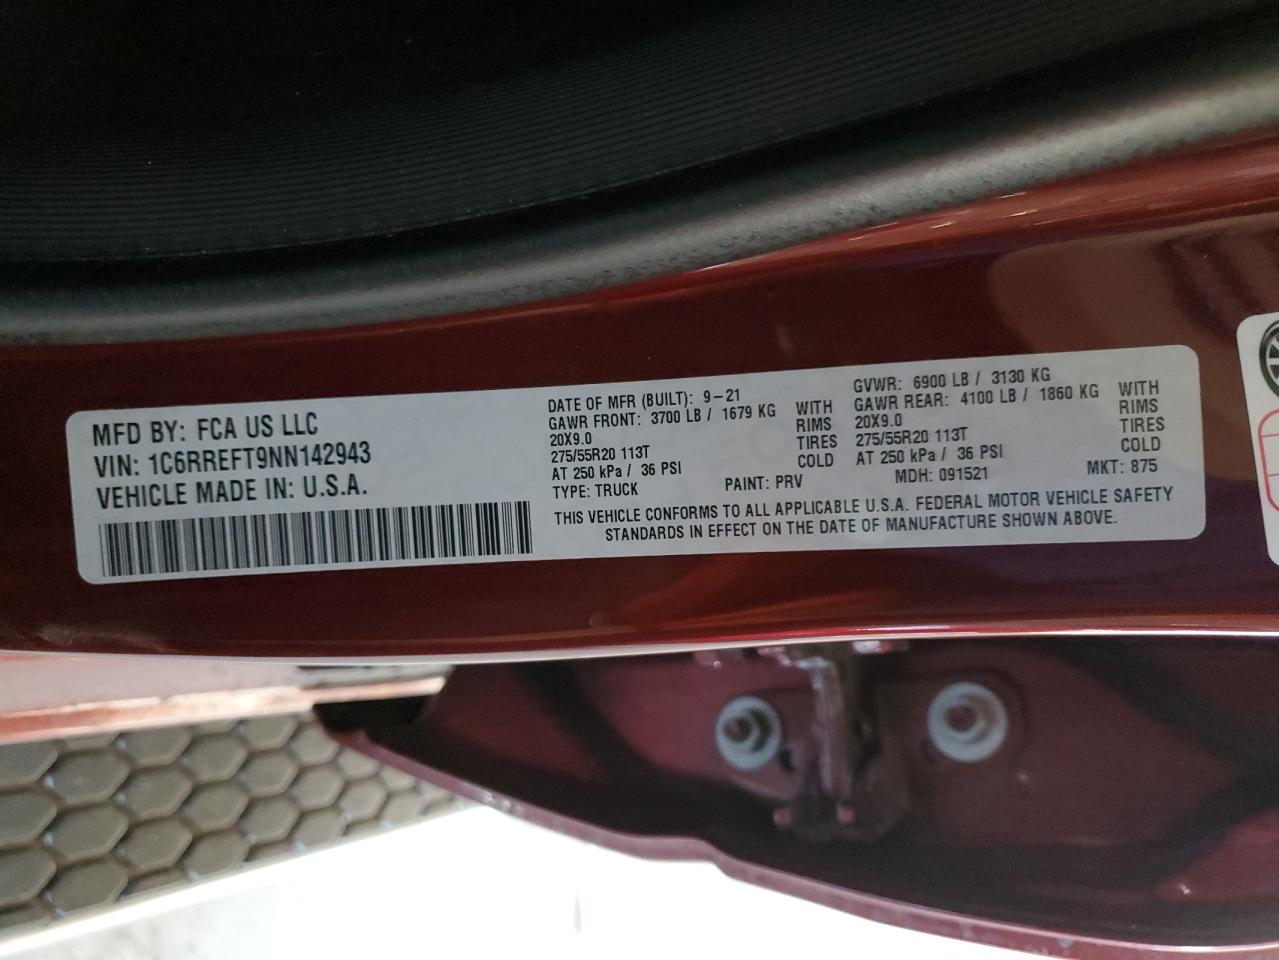 MFD BY: FCA US LLC
VIN: 1C6RREFT9NN142943
VEHICLE MADE IN: U.S.A.
DATE OF MFR (BUILT): 9-21
GAWR FRONT: 3700 LB / 1679 KG WITH
20X9.0 RIMS
275/55R20 113T TIRES
AT 250 kPa / 36 PSI COLD
TYPE: TRUCK PAINT: PRV
GVWR: 6900 LB / 3130 KG
GAWR REAR: 4100 LB / 1860 KG WITH
20X9.0 RIMS
275/55R20 113T TIRES
AT 250 kPa / 36 PSI COLD
MDH: 091521 MKT: 875
THIS VEHICLE CONFORMS TO ALL APPLICABLE U.S.A. FEDERAL MOTOR VEHICLE SAFETY
STANDARDS IN EFFECT ON THE DATE OF MANUFACTURE SHOWN ABOVE.